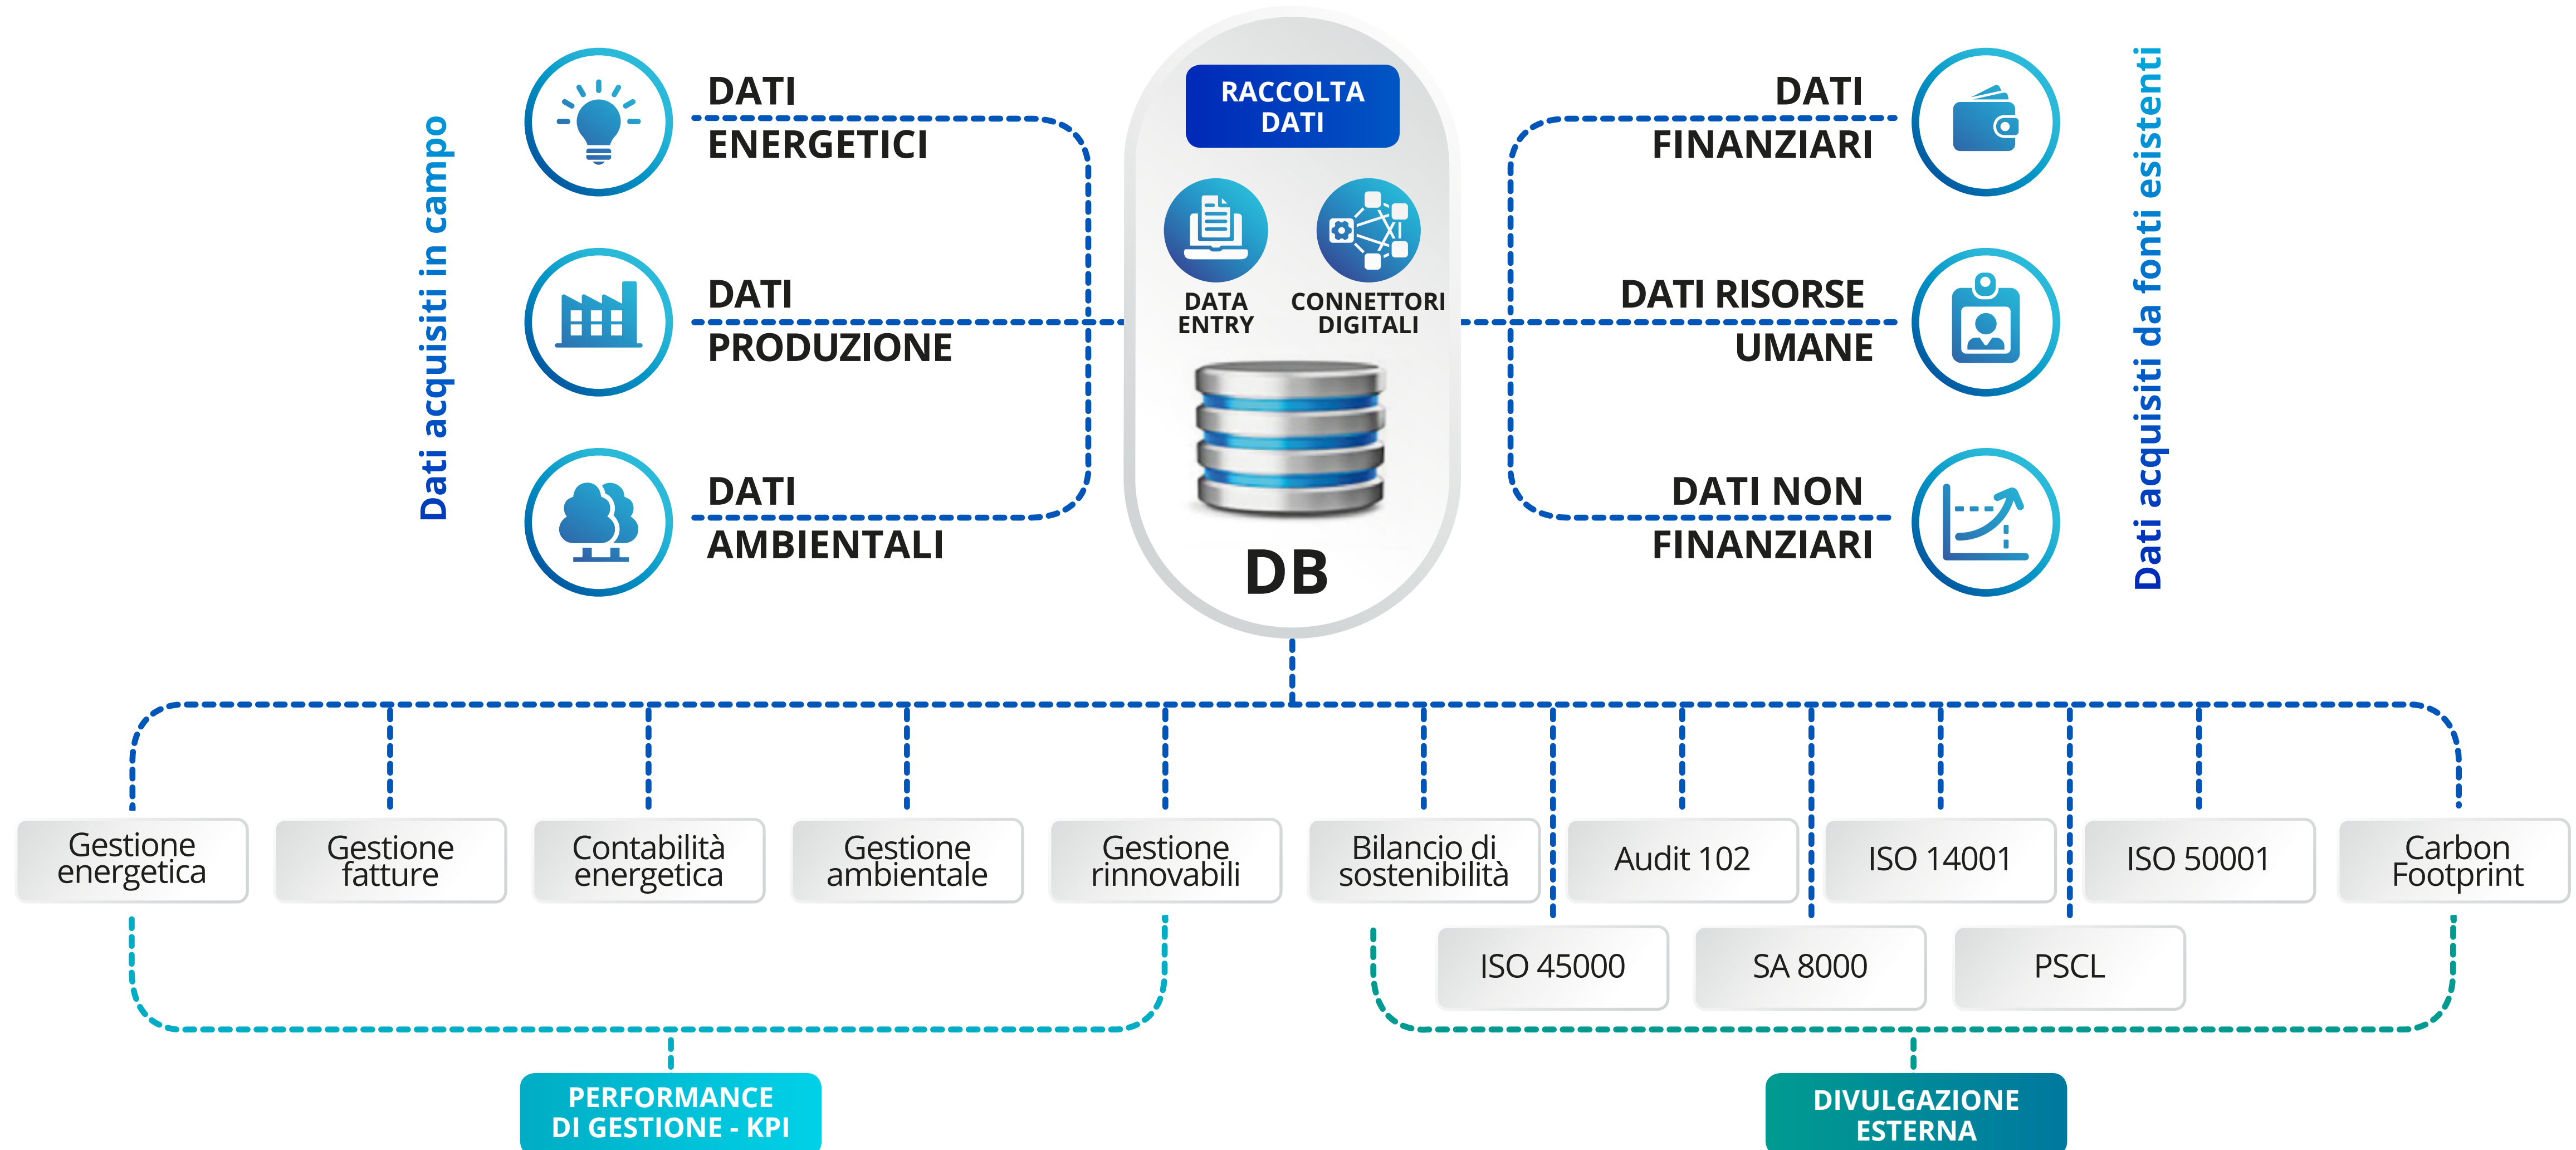 Dati acquisiti in campo
DATI
ENERGETICI
DATI
PRODUZIONE
DATI
AMBIENTALI
RACCOLTA
DATI
DATA
ENTRY
CONNETTORI
DIGITALI
DB
DATI
FINANZIARI
DATI RISORSE
UMANE
DATI NON
FINANZIARI
Dati acquisiti da fonti esistenti
Gestione
energetica
Gestione
fatture
Contabilità
energetica
Gestione
ambientale
Gestione
rinnovabili
Bilancio di
sostenibilità
Audit 102
ISO 14001
ISO 50001
Carbon
Footprint
ISO 45000
SA 8000
PSCL
PERFORMANCE
DI GESTIONE - KPI
DIVULGAZIONE
ESTERNA